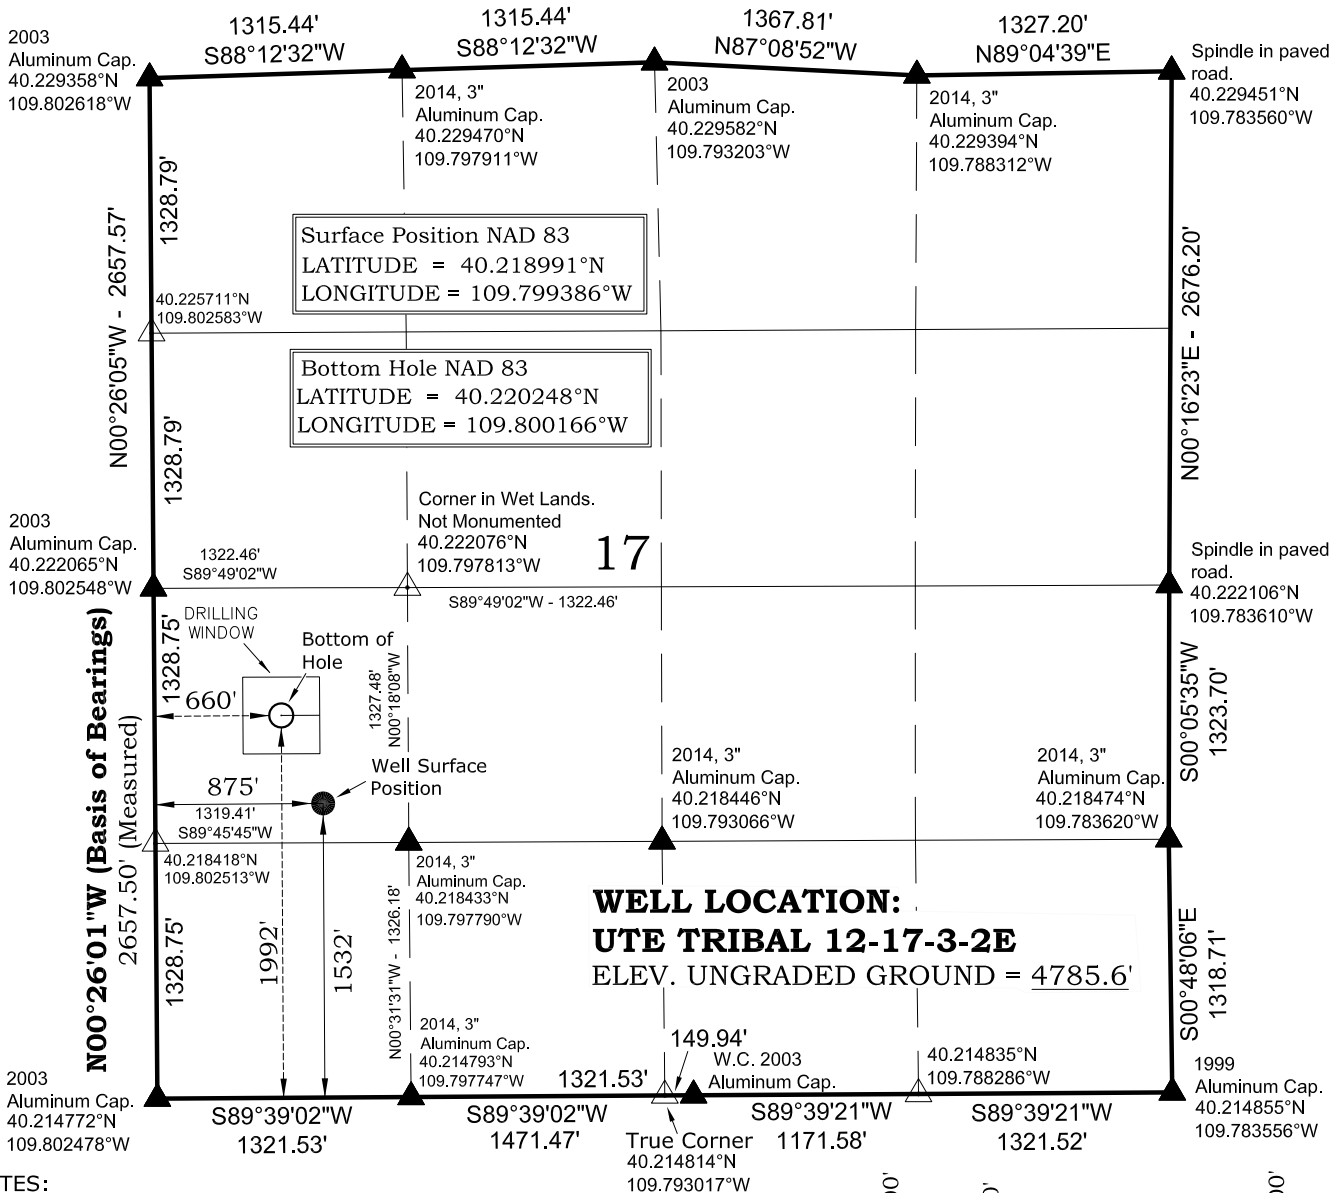 1315.44'
S88°12'32"W
1315.44'
S88°12'32"W
1367.81'
N87°08'52"W
1327.20'
N89°04'39"E
2003
Aluminum Cap.
40.229358°N
109.802618°W
2014, 3"
Aluminum Cap.
40.229470°N
109.797911°W
2003
Aluminum Cap.
40.229582°N
109.793203°W
2014, 3"
Aluminum Cap.
40.229394°N
109.788312°W
Spindle in paved
road.
40.229451°N
109.783560°W
N00°26'05"W - 2657.57'
1328.79'
1328.79'
Surface Position NAD 83
LATITUDE = 40.218991°N
LONGITUDE = 109.799386°W
40.225711°N
109.802583°W
Bottom Hole NAD 83
LATITUDE = 40.220248°N
LONGITUDE = 109.800166°W
N00°16'23"E - 2676.20'
2003
Aluminum Cap.
40.222065°N
109.802548°W
1322.46'
S89°49'02"W
Corner in Wet Lands.
Not Monumented
40.222076°N
109.797813°W
17
S89°49'02"W - 1322.46'
Spindle in paved
road.
40.222106°N
109.783610°W
N00°26'01"W (Basis of Bearings)
2657.50' (Measured)
1328.75'
1328.75'
DRILLING
WINDOW
Bottom of
Hole
660'
1327.48'
N00°18'08"W
Well Surface
Position
875'
1319.41'
S89°45'45"W
40.218418°N
109.802513°W
2014, 3"
Aluminum Cap.
40.218433°N
109.797790°W
2014, 3"
Aluminum Cap.
40.218446°N
109.793066°W
2014, 3"
Aluminum Cap.
40.218474°N
109.783620°W
S00°05'35"W
1323.70'
1992'
1532'
N00°31'31"W - 1326.18'
WELL LOCATION:
UTE TRIBAL 12-17-3-2E
ELEV. UNGRADED GROUND = 4785.6'
S00°48'06"E
1318.71'
2003
Aluminum Cap.
40.214772°N
109.802478°W
2014, 3"
Aluminum Cap.
40.214793°N
109.797747°W
1321.53'
149.94'
W.C. 2003
Aluminum Cap.
40.214835°N
109.788286°W
1999
Aluminum Cap.
40.214855°N
109.783556°W
S89°39'02"W
1321.53'
S89°39'02"W
1471.47'
True Corner
40.214814°N
109.793017°W
S89°39'21"W
1171.58'
S89°39'21"W
1321.52'
TES: